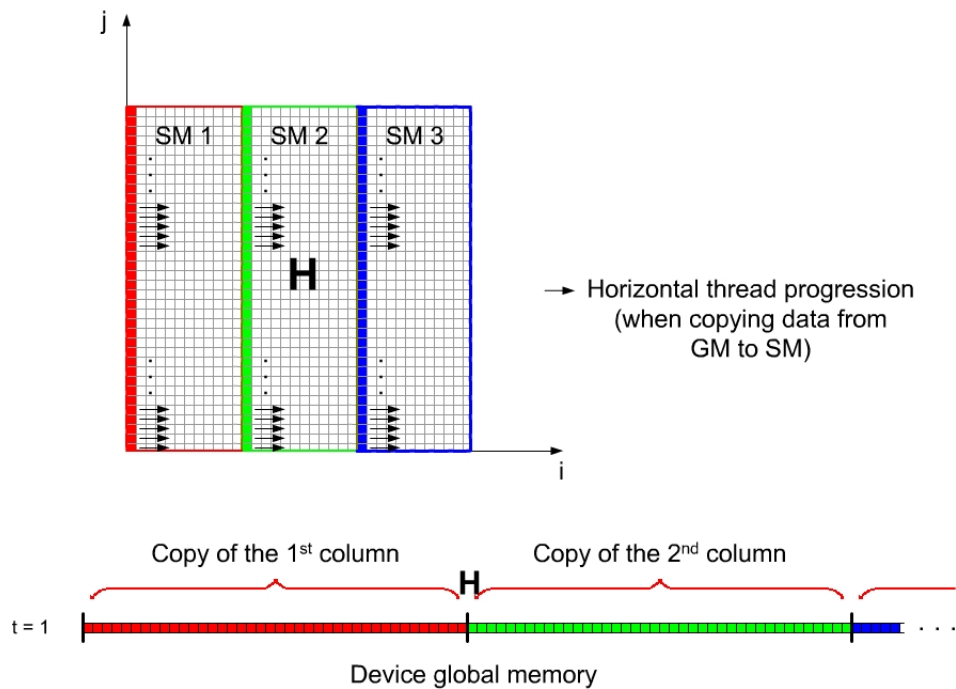 j
SM 1 SM 2 SM 3
H
Horizontal thread progression
(when copying data from
GM to SM)
i
Copy of the 1st column Copy of the 2nd column
H
t = 1 . . .
Device global memory